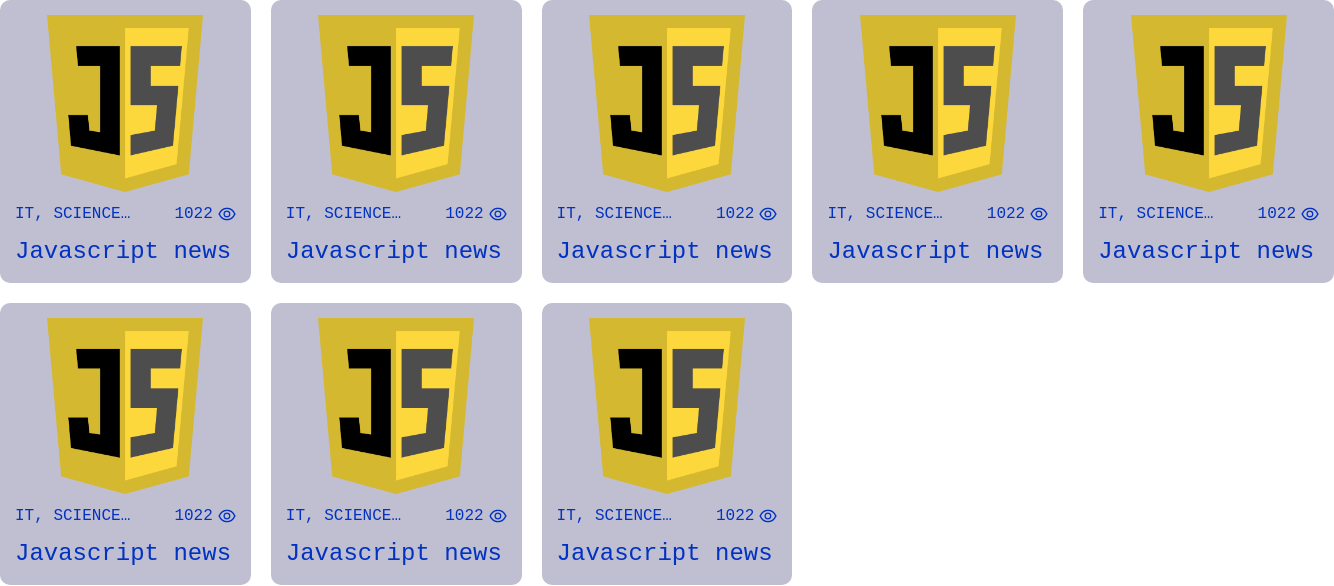 JS JS JS JS JS
IT, SCIENCE… 1022 IT, SCIENCE… 1022 IT, SCIENCE… 1022 IT, SCIENCE… 1022 IT, SCIENCE… 1022
Javascript news Javascript news Javascript news Javascript news Javascript news
JS JS JS
IT, SCIENCE… 1022 IT, SCIENCE… 1022 IT, SCIENCE… 1022
Javascript news Javascript news Javascript news